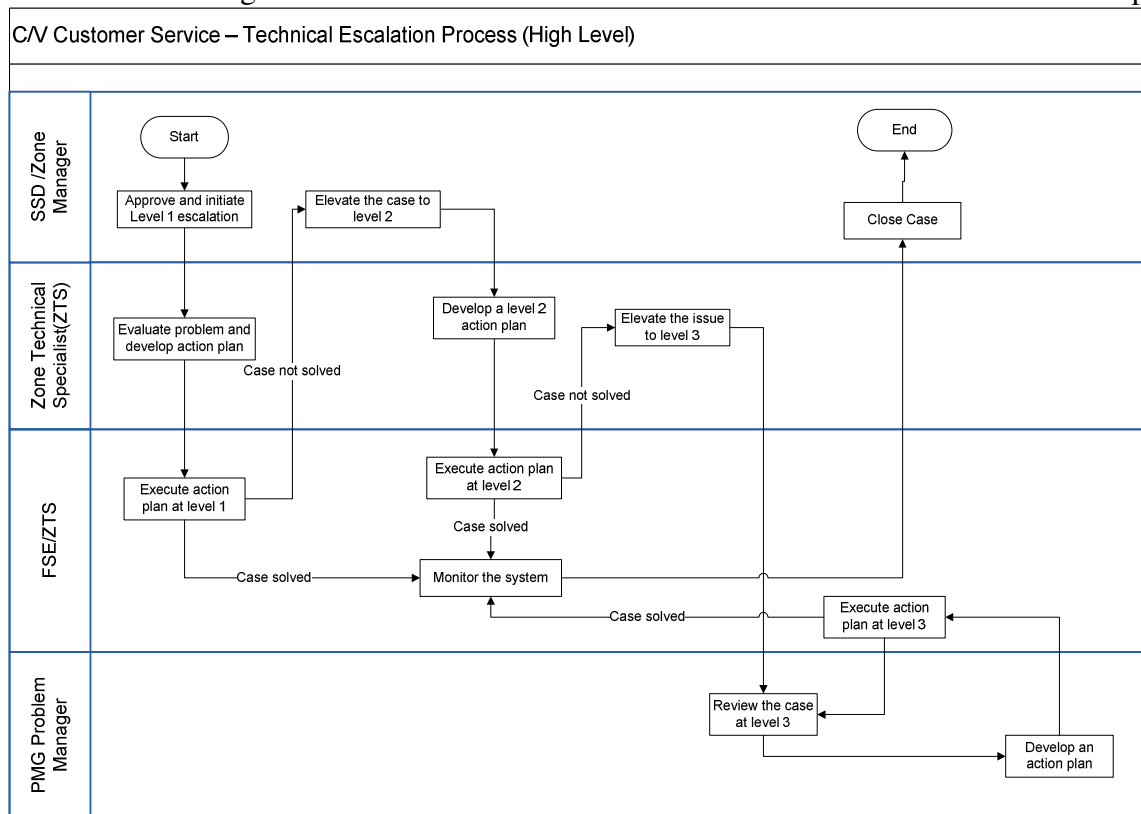 C/V Customer Service – Technical Escalation Process (High Level)
SSD /Zone
Manager
Start
End
Approve and initiate
Level 1 escalation
Elevate the case to
level 2
Close Case
Zone Technical
Specialist(ZTS)
Evaluate problem and
develop action plan
Case not solved
Develop a level 2
action plan
Elevate the issue
to level 3
Case not solved
FSE/ZTS
Execute action
plan at level 1
Execute action plan
at level 2
Case solved
Case solved
Monitor the system
Case solved
Execute action
plan at level 3
PMG Problem
Manager
Review the case
at level 3
Develop an
action plan